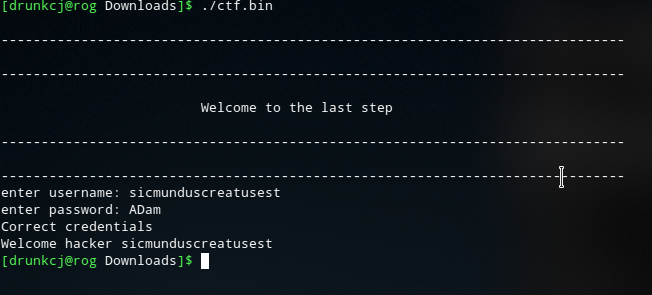 [drunkcj@rog Downloads]$ ./ctf.bin
------------------------------------------------------------------------------
------------------------------------------------------------------------------
Welcome to the last step
------------------------------------------------------------------------------
------------------------------------------------------------------------------
enter username: sicmunduscreatusest
enter password: ADam
Correct credentials
Welcome hacker sicmunduscreatusest
[drunkcj@rog Downloads]$